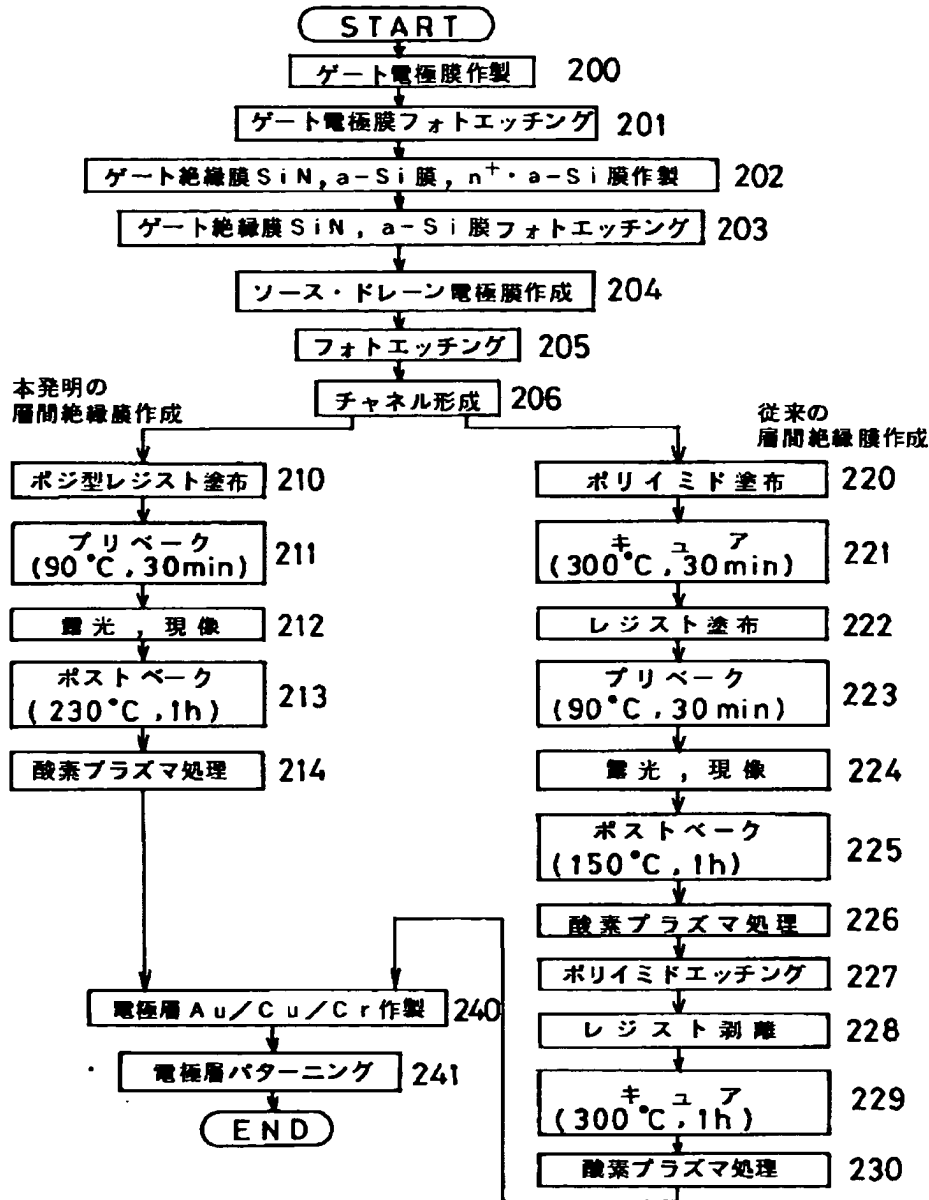 START
ゲート電極膜作製 200
ゲート電極膜フォトエッチング 201
ゲート絶縁膜SiN,a-Si膜,n⁺・a-Si膜作製 202
ゲート絶縁膜SiN,a-Si膜フォトエッチング 203
ソース・ドレーン電極膜作成 204
フォトエッチング 205
チャネル形成 206
本発明の
層間絶縁膜作成
ポジ型レジスト塗布 210
プリベーク
(90°C,30min) 211
露光,現像 212
ポストベーク
(230°C,1h) 213
酸素プラズマ処理 214
従来の
層間絶縁膜作成
ポリイミド塗布 220
キュア
(300°C,30min) 221
レジスト塗布 222
プリベーク
(90°C,30min) 223
露光,現像 224
ポストベーク
(150°C,1h) 225
酸素プラズマ処理 226
ポリイミドエッチング 227
レジスト剥離 228
キュア
(300°C,1h) 229
酸素プラズマ処理 230
電極層Au/Cu/Cr作製 240
電極層パターニング 241
END